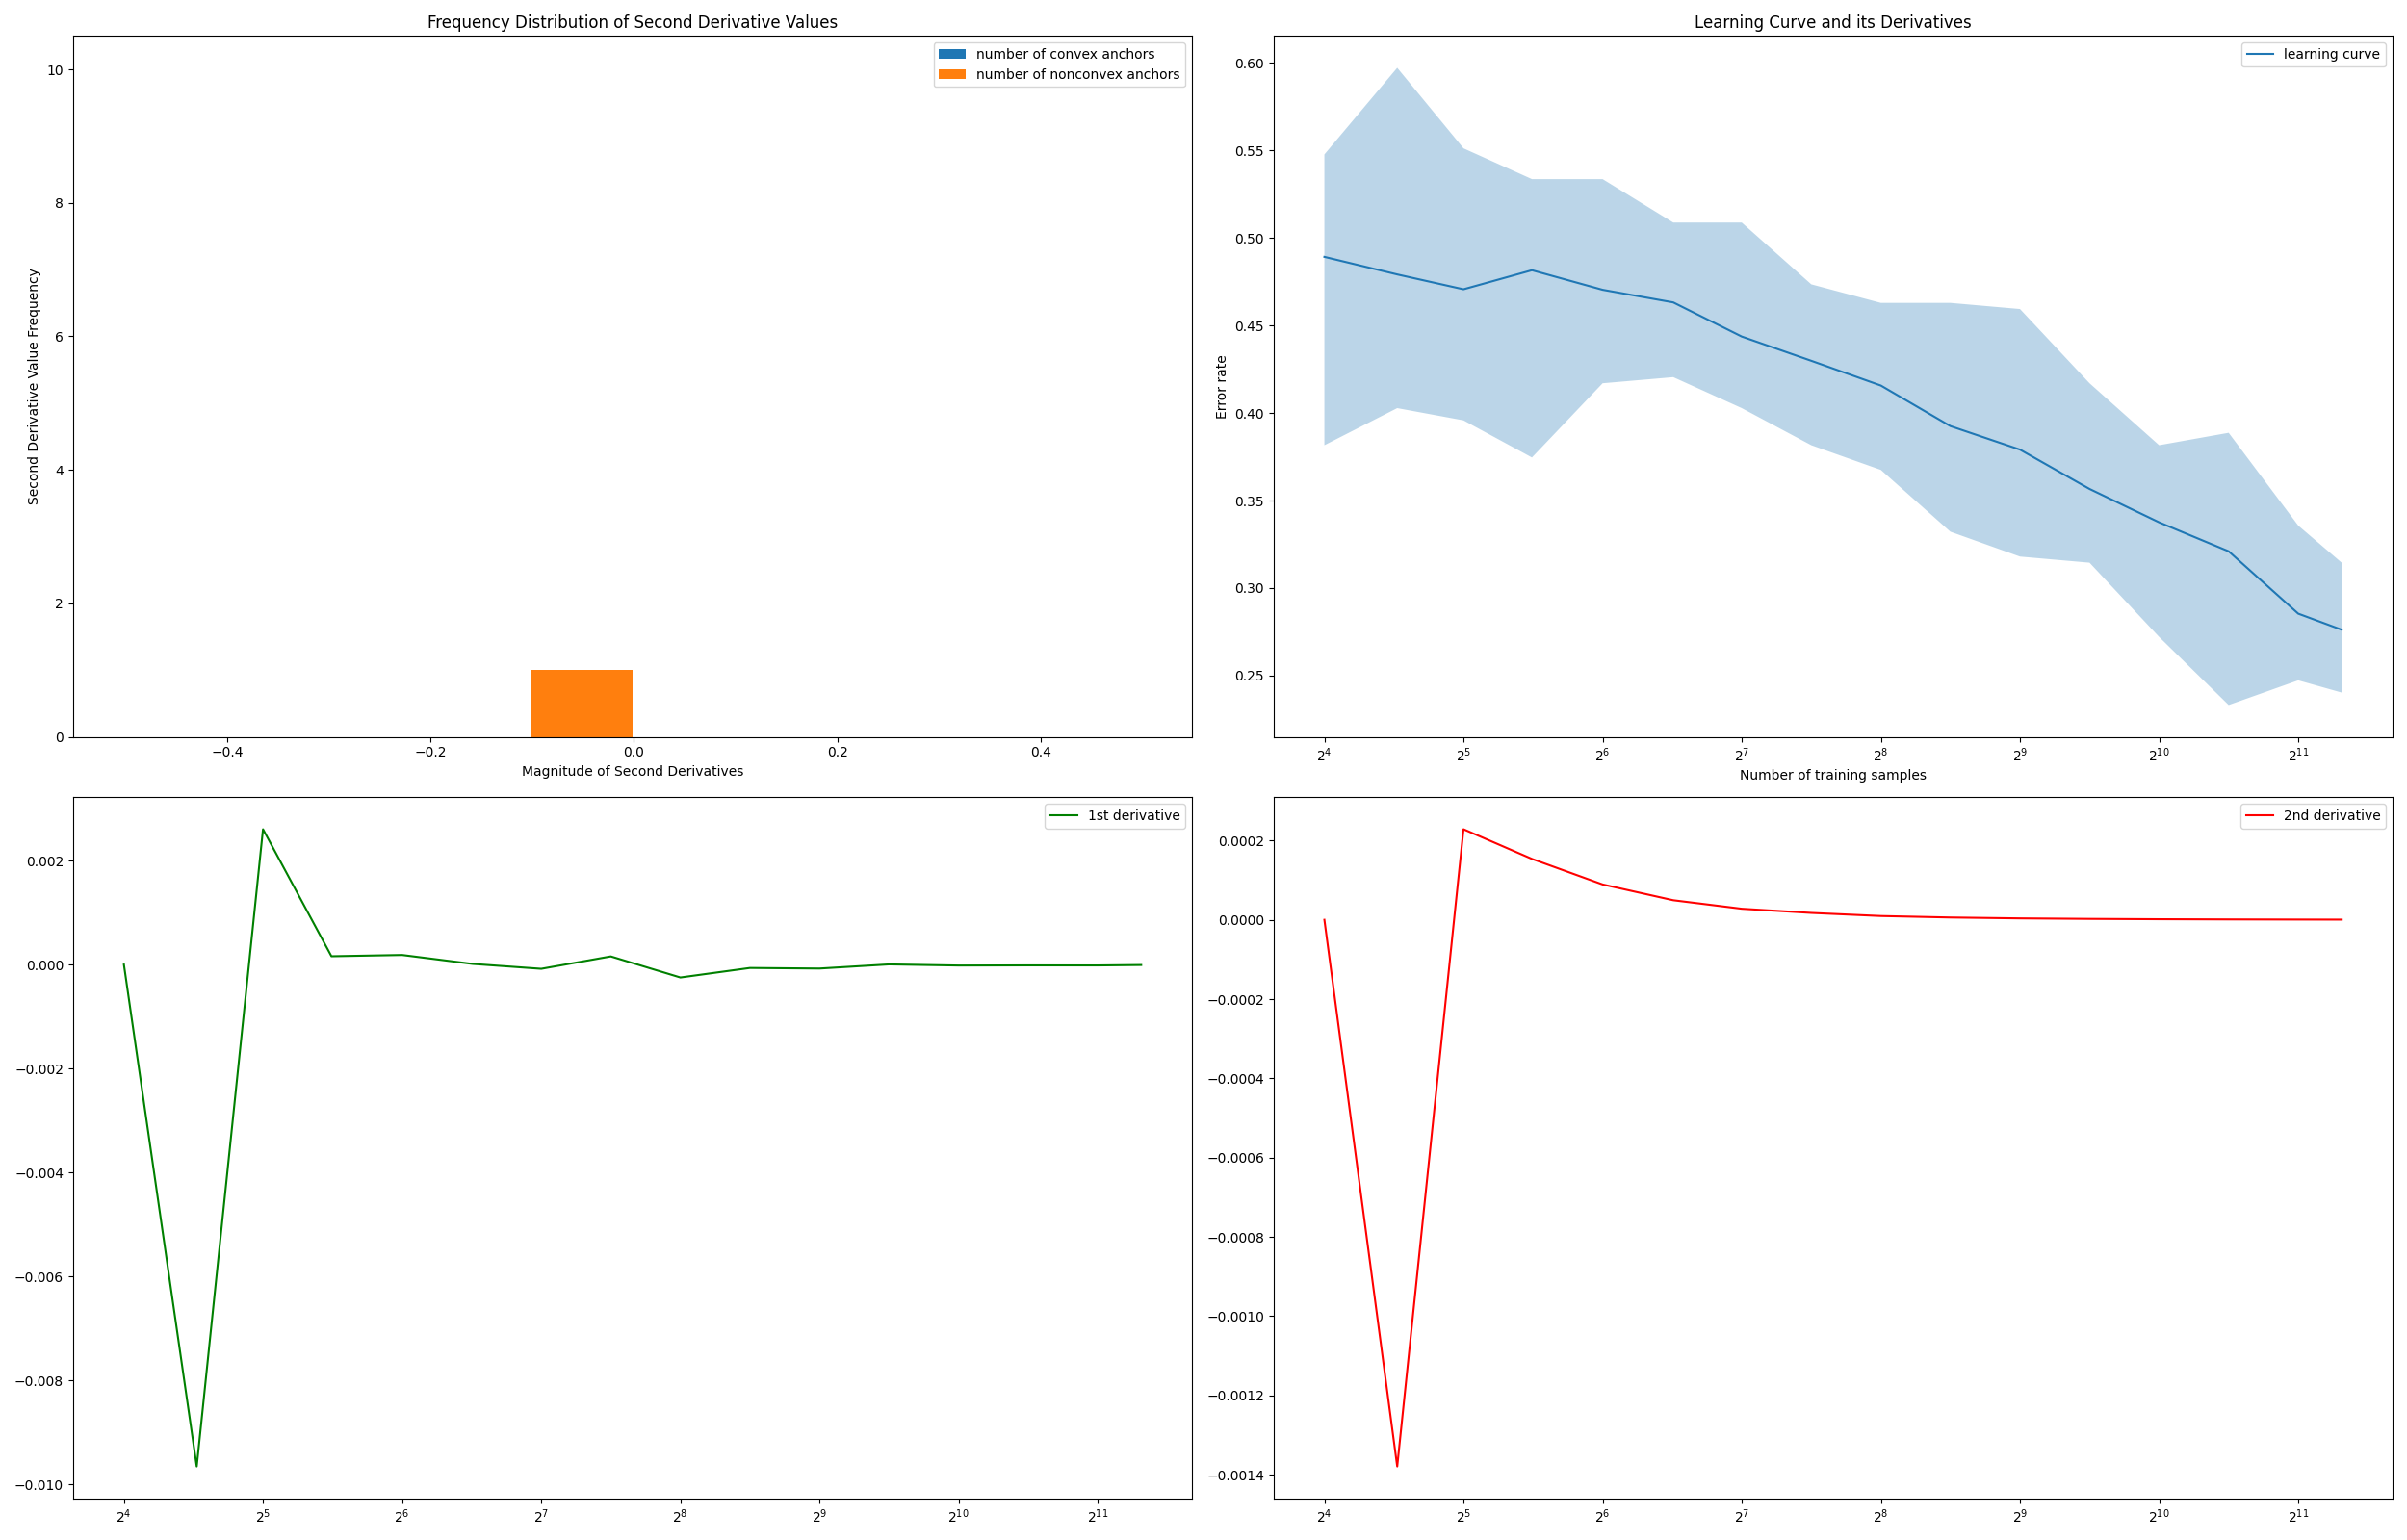 Frequency Distribution of Second Derivative Values
number of convex anchors
number of nonconvex anchors
Second Derivative Value Frequency
10
8
6
4
2
0
−0.4 −0.2 0.0 0.2 0.4
Magnitude of Second Derivatives
Learning Curve and its Derivatives
learning curve
Error rate
0.60
0.55
0.50
0.45
0.40
0.35
0.30
0.25
2⁴ 2⁵ 2⁶ 2⁷ 2⁸ 2⁹ 2¹⁰ 2¹¹
Number of training samples
1st derivative
0.002
0.000
−0.002
−0.004
−0.006
−0.008
−0.010
2⁴ 2⁵ 2⁶ 2⁷ 2⁸ 2⁹ 2¹⁰ 2¹¹
2nd derivative
0.0002
0.0000
−0.0002
−0.0004
−0.0006
−0.0008
−0.0010
−0.0012
−0.0014
2⁴ 2⁵ 2⁶ 2⁷ 2⁸ 2⁹ 2¹⁰ 2¹¹